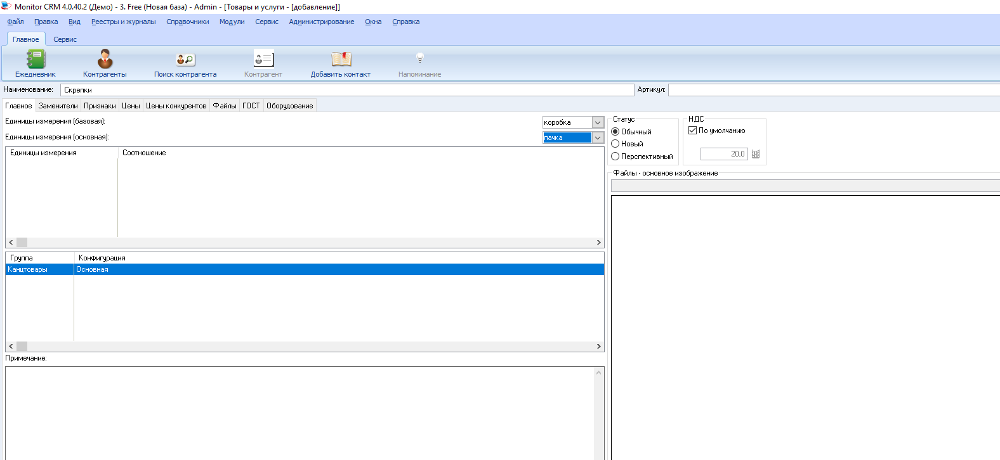 Monitor CRM 4.0.40.2 (Демо) - 3. Free (Новая база) - Admin - [Товары и услуги - [добавление]]
Файл Правка Вид Реестры и журналы Справочники Модули Сервис Администрирование Окна Справка
Главное Сервис
Ежедневник Контрагенты Поиск контрагента Контрагент Добавить контакт Напоминание
Наименование: Скрепки Артикул:
Главное Заменители Признаки Цены Цены конкурентов Файлы ГОСТ Оборудование
Единицы измерения (базовая): коробка
Единицы измерения (основная): пачка
Статус
Обычный
Новый
Перспективный
НДС
По умолчанию
20,0
Единицы измерения Соотношение
Файлы - основное изображение
Группа Конфигурация
Канцтовары Основная
Примечание: